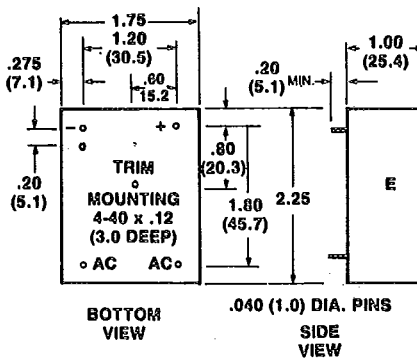 1.75
1.20
(30.5)
.275
(7.1)
.60
15.2
.20
(5.1)
MIN.
1.00
(25.4)
− +
.80
(20.3)
TRIM
.20
(5.1)
MOUNTING
4-40 x .12
(3.0 DEEP)
1.80
(45.7)
2.25
E
AC AC
.040 (1.0) DIA. PINS
BOTTOM
VIEW
SIDE
VIEW